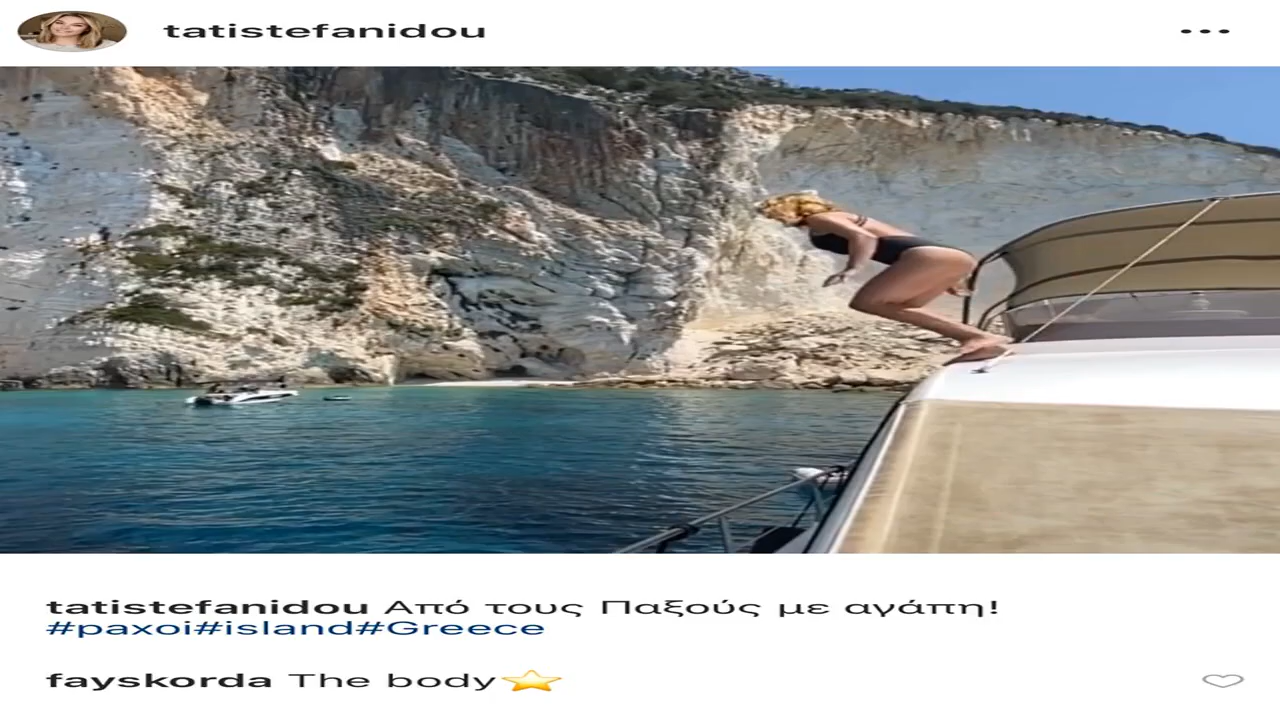 tatistefanidou
tatistefanidou Από τους Παξούς με αγάπη!
#paxoi#island#Greece
fayskorda The body⭐